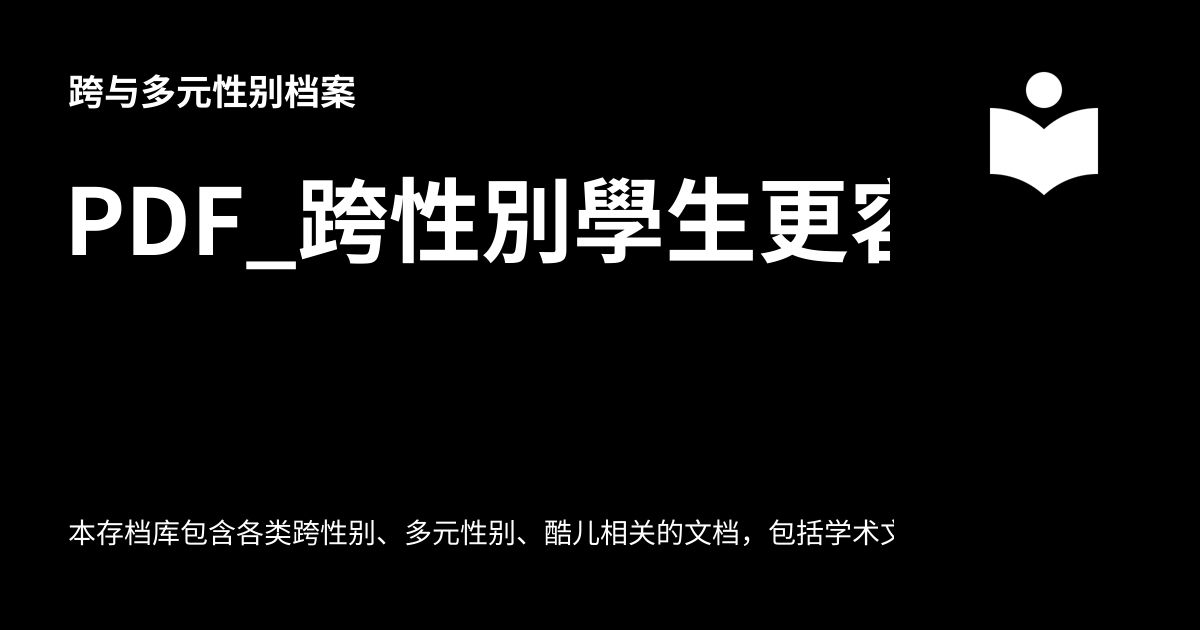 跨与多元性别档案
PDF_跨性別學生更容
本存档库包含各类跨性别、多元性别、酷儿相关的文档，包括学术文